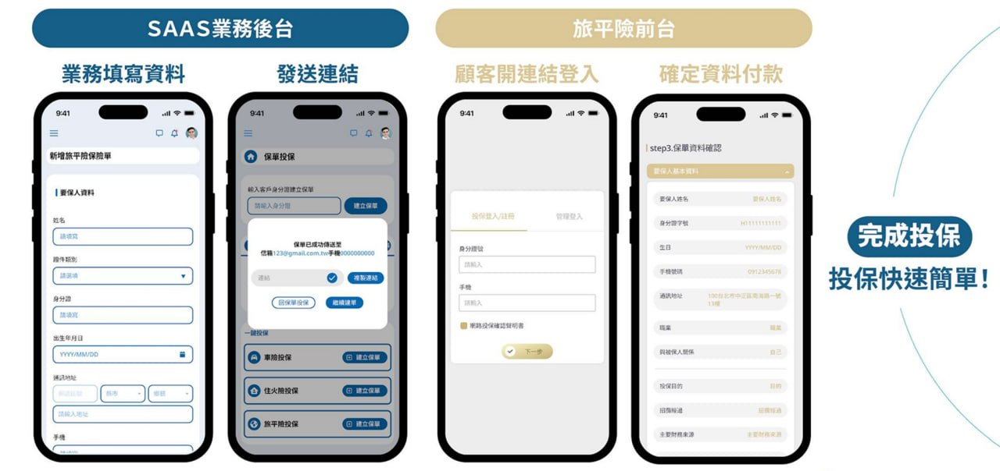 SAAS業務後台
旅平險前台
業務填寫資料
發送連結
顧客開連結登入
確定資料付款
9:41
新增旅平險保險單
要保人資料
姓名
請填寫
證件類別
請選填
身分證
請填寫
出生年月日
YYYY/MM/DD
通訊地址
縣市
請輸入地址
手機
9:41
保單投保
輸入客戶身分證建立保單
請輸入身分證
建立保單
保單已成功傳送至
信箱123@gmail.com.tw手機0000000000
連結
複製連結
回保單投保
繼續建單
一鍵投保
車險投保
建立保單
住火險投保
建立保單
旅平險投保
建立保單
9:41
投保登入/註冊
管理登入
身分證號
請輸入
手機
請輸入
網路投保確認聲明書
下一步
9:41
step3.保單資料確認
要保人基本資料
要保人姓名
要保人姓名
身分證字號
H11111111111
生日
YYYY/MM/DD
手機號碼
0912345678
通訊地址
100台北市中正區南海路一號
13樓
職業
職業
與被保人關係
自己
投保目的
目的
招攬經過
招攬經過
主要財務來源
主要財務來源
完成投保
投保快速簡單！